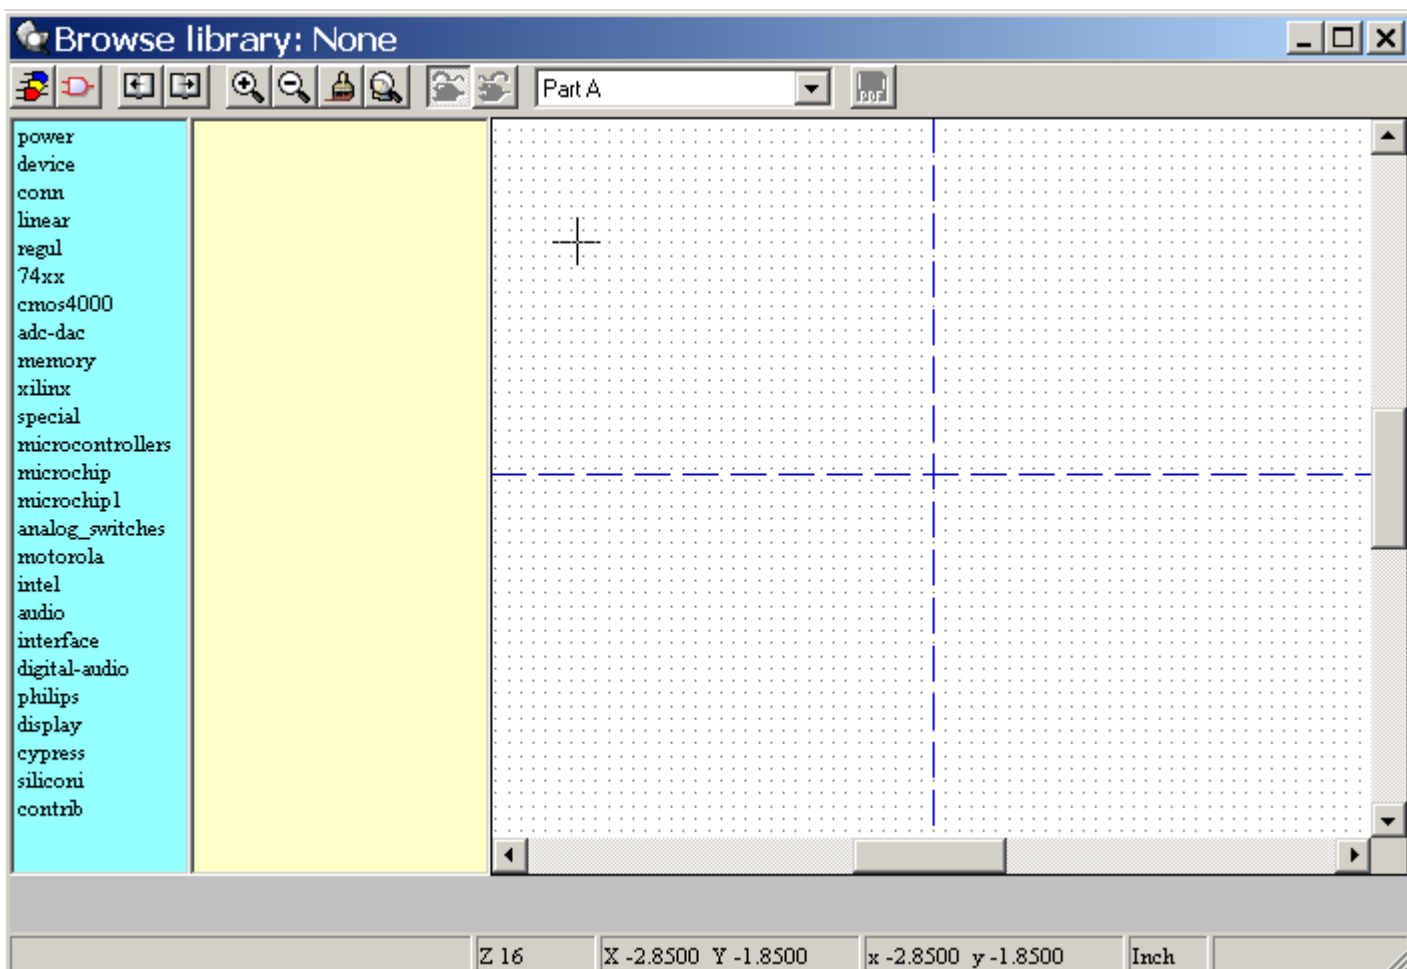 Browse library: None
Part A
PDF
power
device
conn
linear
regul
74xx
cmos4000
adc-dac
memory
xilinx
special
microcontrollers
microchip
microchip1
analog_switches
motorola
intel
audio
interface
digital-audio
philips
display
cypress
siliconi
contrib
Z 16 X -2.8500 Y -1.8500 x -2.8500 y -1.8500 Inch